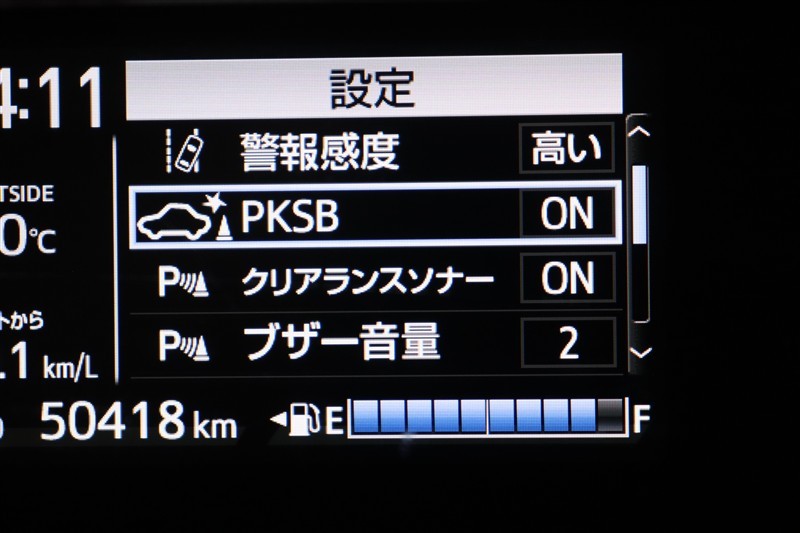 4:11
設定
警報感度 高い
TSIDE
PKSB ON
0℃
クリアランスソナー ON
P
トから
ブザー音量 2
P
.1 km/L
50418 km
E F